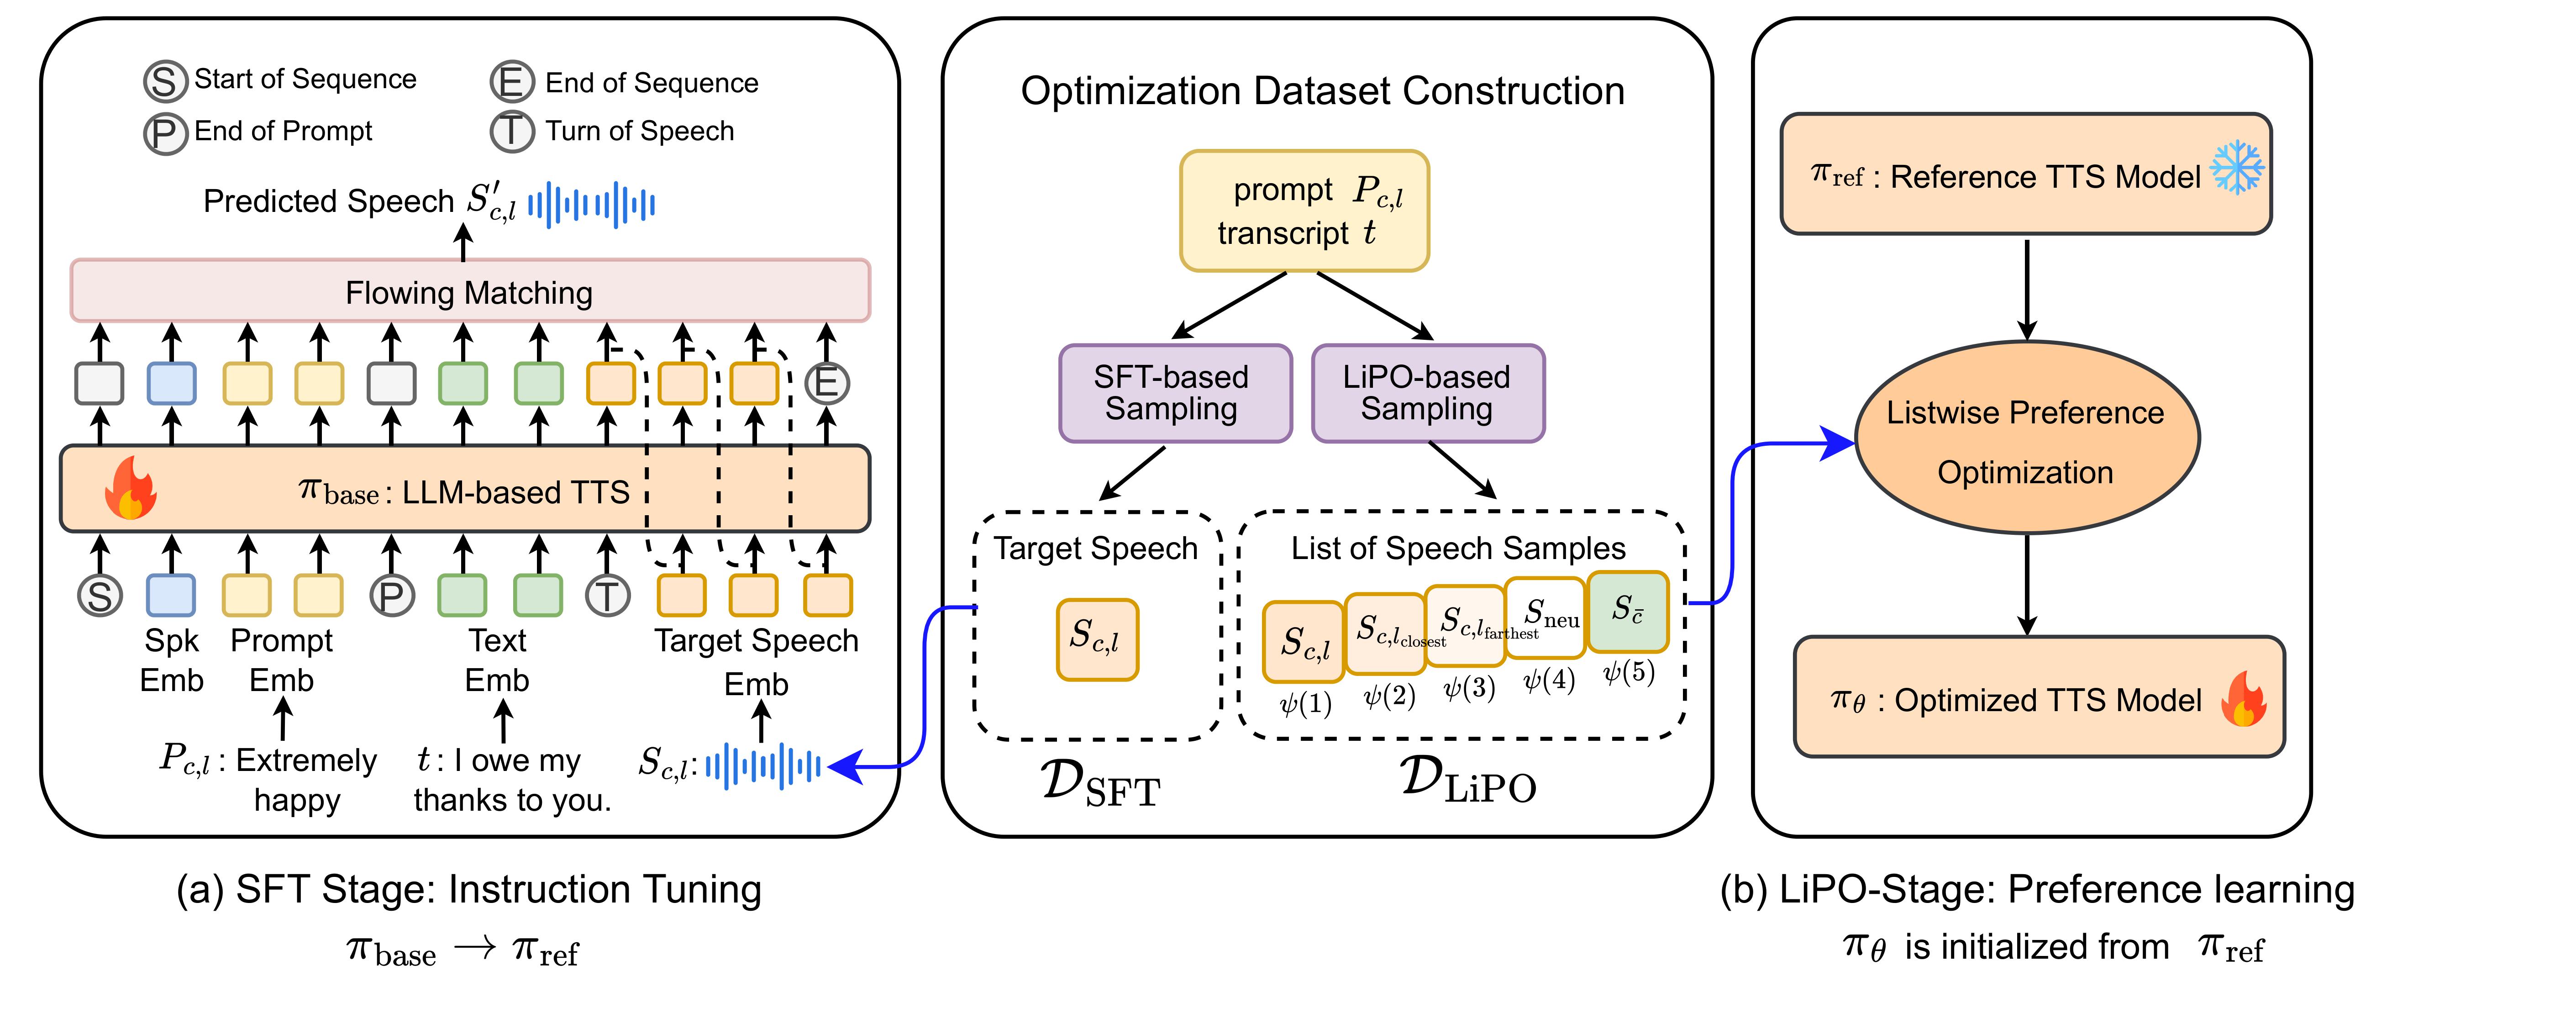 S Start of Sequence
E End of Sequence
P End of Prompt
T Turn of Speech
Predicted Speech S′c,l
Flowing Matching
E
πbase : LLM-based TTS
S P T
Spk Emb
Prompt Emb
Text Emb
Target Speech Emb
Pc,l : Extremely happy
t : I owe my thanks to you.
Sc,l:
(a) SFT Stage: Instruction Tuning
πbase → πref
Optimization Dataset Construction
prompt Pc,l
transcript t
SFT-based Sampling
LiPO-based Sampling
Target Speech
Sc,l
DSFT
List of Speech Samples
Sc,l Sc,lclosest Sc,lfarthest Sneu Sc̄
ψ(1) ψ(2) ψ(3) ψ(4) ψ(5)
DLiPO
πref : Reference TTS Model
Listwise Preference
Optimization
πθ : Optimized TTS Model
(b) LiPO-Stage: Preference learning
πθ is initialized from πref